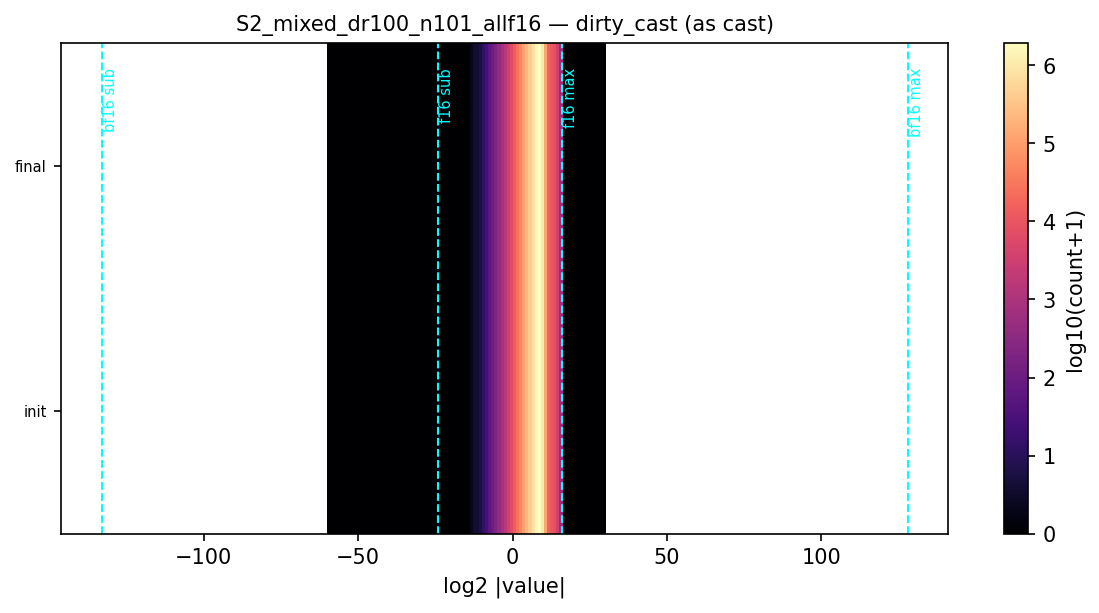 S2_mixed_dr100_n101_allf16 — dirty_cast (as cast)
bf16 sub
f16 sub
f16 max
bf16 max
final
init
−100
−50
0
50
100
log2 |value|
6
5
4
3
2
1
0
log10(count+1)